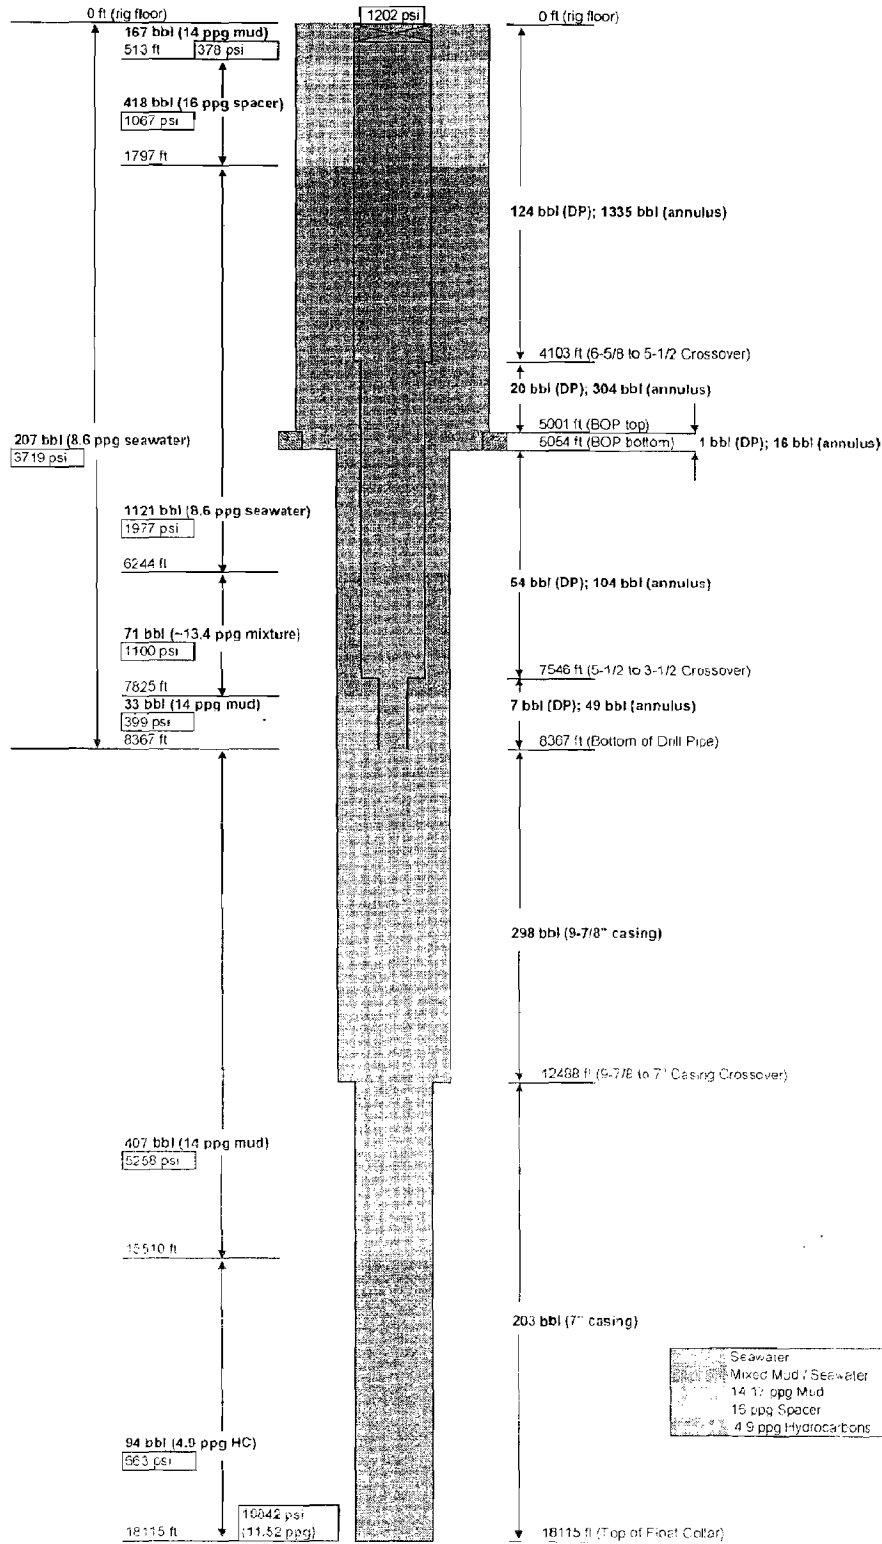 1202 psi
0 ft (rig floor)
0 ft (rig floor)
167 bbl (14 ppg mud)
513 ft
378 psi
418 bbl (16 ppg spacer)
1067 psi
1797 ft
124 bbl (DP); 1335 bbl (annulus)
4103 ft (6-5/8 to 5-1/2 Crossover)
20 bbl (DP); 304 bbl (annulus)
5001 ft (BOP top)
5054 ft (BOP bottom)
1 bbl (DP); 16 bbl (annulus)
207 bbl (8.6 ppg seawater)
3719 psi
1121 bbl (8.6 ppg seawater)
1977 psi
6244 ft
54 bbl (DP); 104 bbl (annulus)
71 bbl (~13.4 ppg mixture)
1100 psi
7546 ft (5-1/2 to 3-1/2 Crossover)
7825 ft
33 bbl (14 ppg mud)
399 psi
7 bbl (DP); 49 bbl (annulus)
8367 ft
8367 ft (Bottom of Drill Pipe)
298 bbl (9-7/8" casing)
12488 ft (9-7/8 to 7" Casing Crossover)
407 bbl (14 ppg mud)
5258 psi
15510 ft
203 bbl (7" casing)
Seawater
Mixed Mud / Seawater
14.17 ppg Mud
16 ppg Spacer
4.9 ppg Hydrocarbons
94 bbl (4.9 ppg HC)
663 psi
18115 ft
psi
(11.52 ppg)
18115 ft (Top of Float Collar)